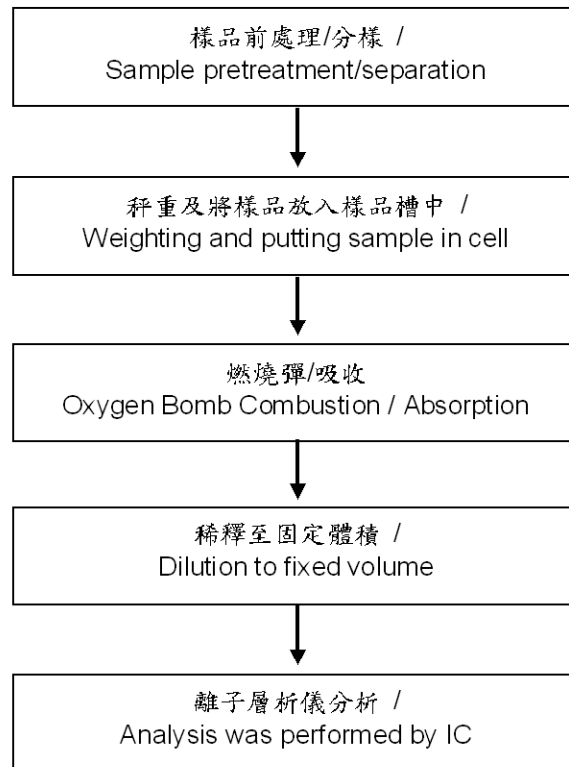 樣品前處理/分樣 /
Sample pretreatment/separation
秤重及將樣品放入樣品槽中 /
Weighting and putting sample in cell
燃燒彈/吸收
Oxygen Bomb Combustion / Absorption
稀釋至固定體積 /
Dilution to fixed volume
離子層析儀分析 /
Analysis was performed by IC